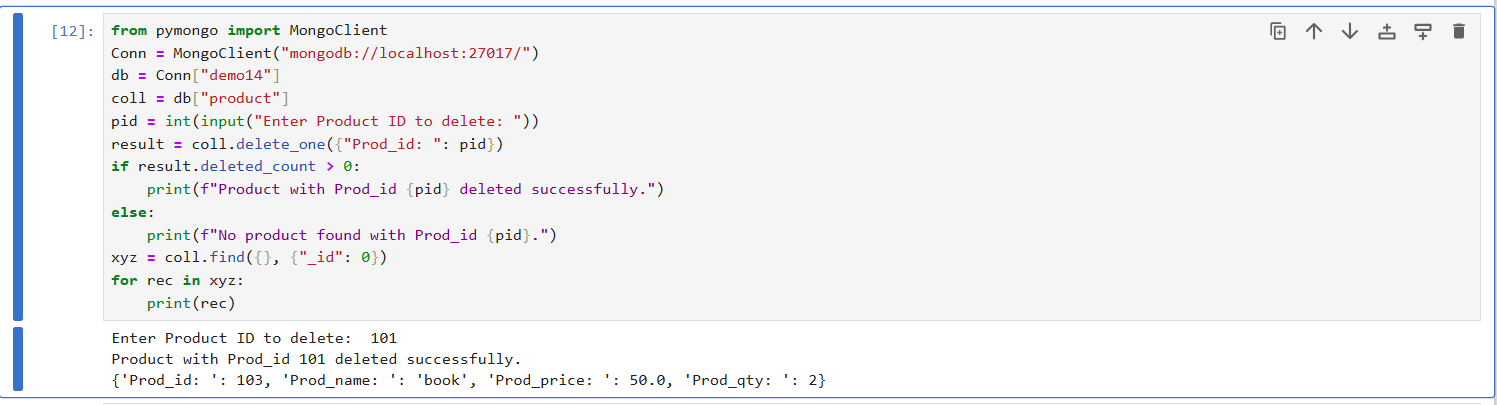 [12]:
from pymongo import MongoClient
Conn = MongoClient("mongodb://localhost:27017/")
db = Conn["demo14"]
coll = db["product"]
pid = int(input("Enter Product ID to delete: "))
result = coll.delete_one({"Prod_id: ": pid})
if result.deleted_count > 0:
    print(f"Product with Prod_id {pid} deleted successfully.")
else:
    print(f"No product found with Prod_id {pid}.")
xyz = coll.find({}, {"_id": 0})
for rec in xyz:
    print(rec)
Enter Product ID to delete:  101
Product with Prod_id 101 deleted successfully.
{'Prod_id: ': 103, 'Prod_name: ': 'book', 'Prod_price: ': 50.0, 'Prod_qty: ': 2}